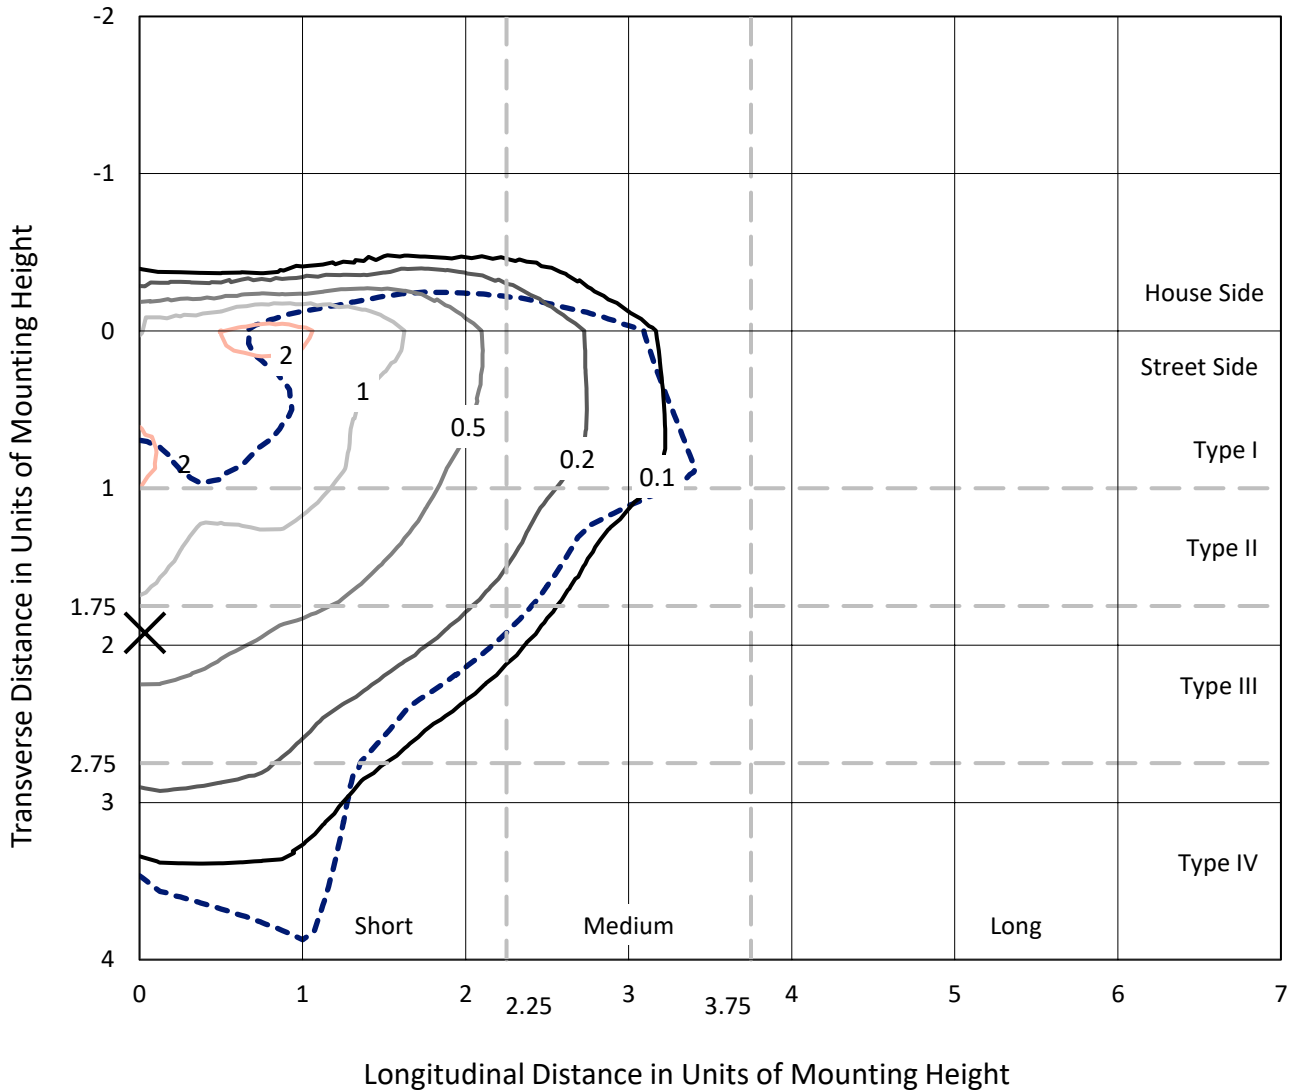 Transverse Distance in Units of Mounting Height
-2
-1
House Side
0
2
Street Side
1
0.5
Type I
2
0.2
0.1
1
Type II
1.75
2
Type III
2.75
3
Type IV
Short Medium Long
4
0 1 2 2.25 3 3.75 4 5 6 7
Longitudinal Distance in Units of Mounting Height